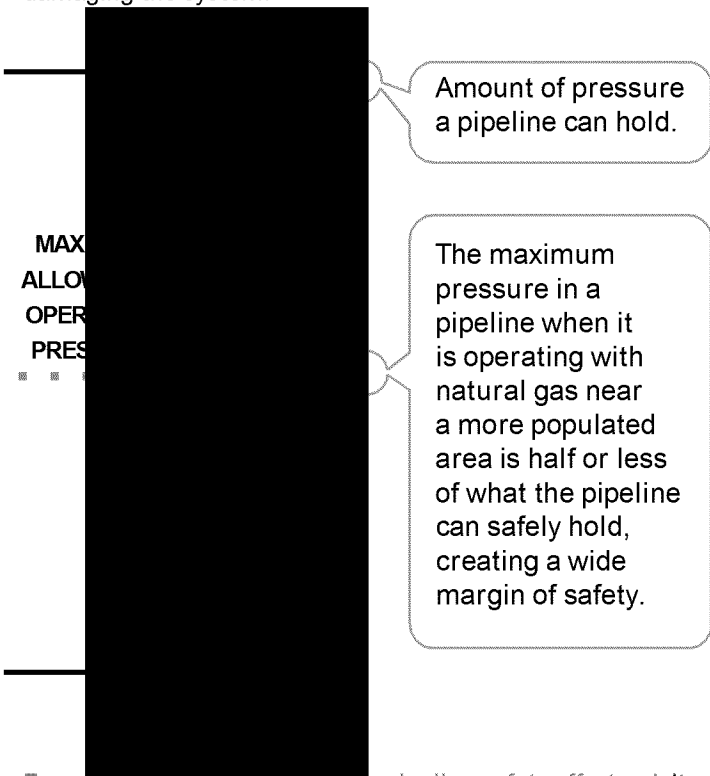 Amount of pressure
a pipeline can hold.
MAX
ALLOW
OPER
PRES
The maximum
pressure in a
pipeline when it
is operating with
natural gas near
a more populated
area is half or less
of what the pipeline
can safely hold,
creating a wide
margin of safety.